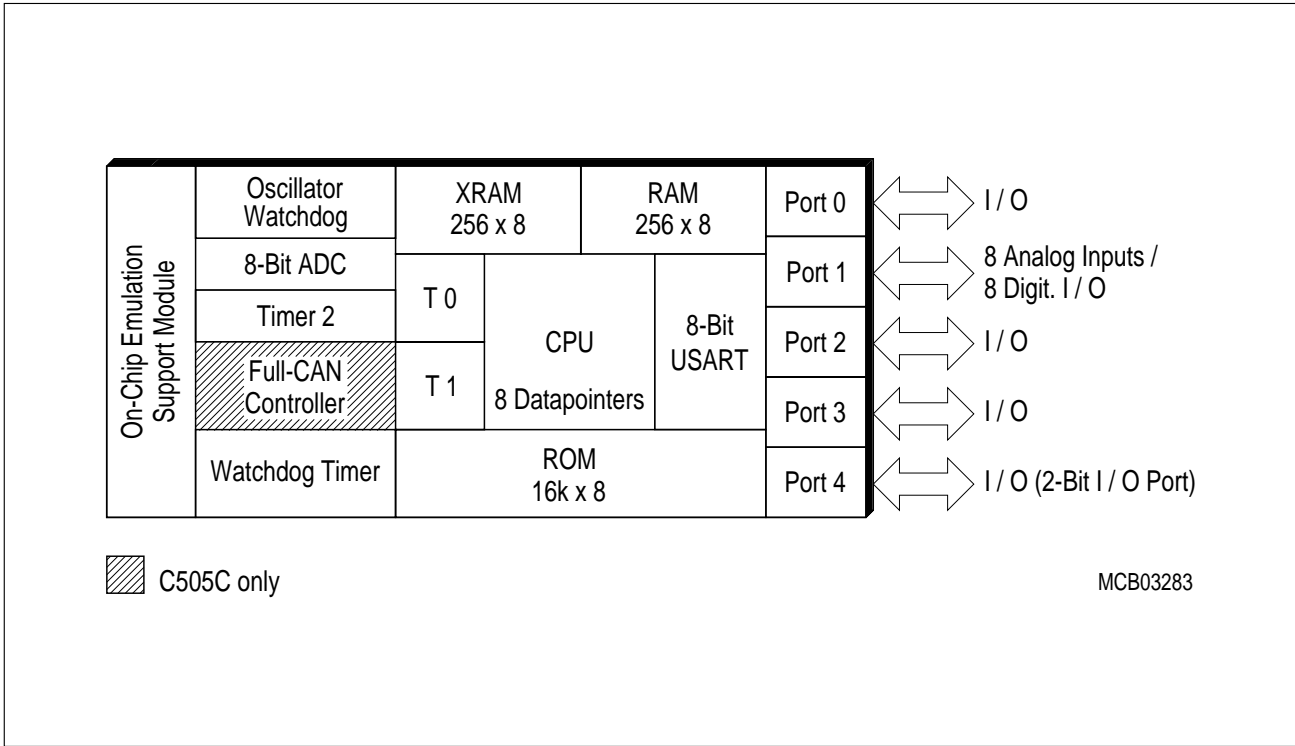 On-Chip Emulation
Support Module
Oscillator
Watchdog
8-Bit ADC
Timer 2
Full-CAN
Controller
Watchdog Timer
XRAM
256 x 8
RAM
256 x 8
T 0
T 1
CPU
8 Datapointers
8-Bit
USART
ROM
16k x 8
Port 0
Port 1
Port 2
Port 3
Port 4
I / O
8 Analog Inputs /
8 Digit. I / O
I / O
I / O
I / O (2-Bit I / O Port)
C505C only
MCB03283